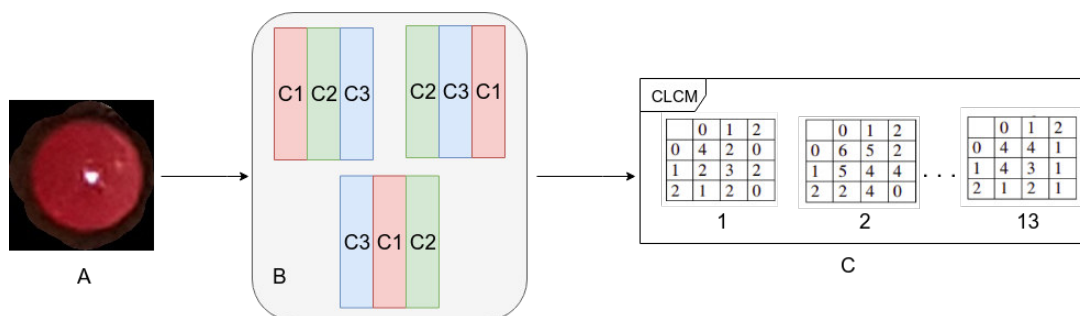 C1 C2 C3
C2 C3 C1
C3 C1 C2
A
B
CLCM
0 1 2
0 4 2 0
1 2 3 2
2 1 2 0
1
0 1 2
0 6 5 2
1 5 4 4
2 2 4 0
2
. . .
0 1 2
0 4 4 1
1 4 3 1
2 1 2 1
13
C